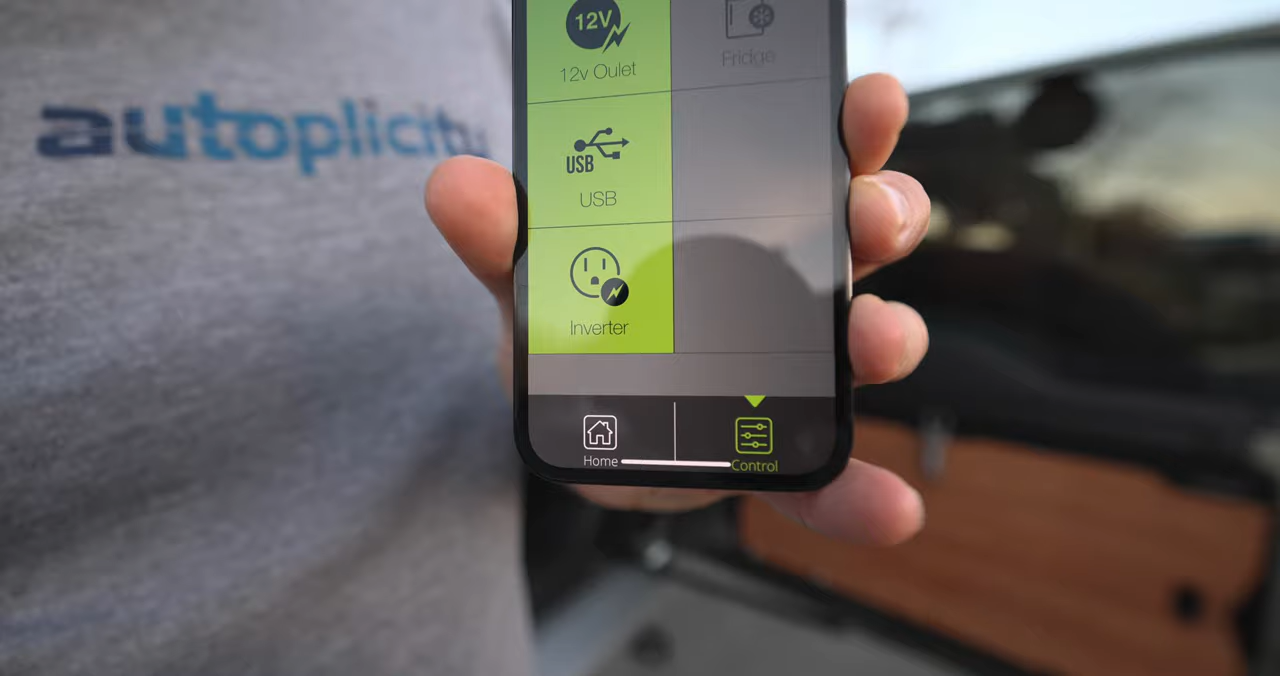 autoplicity
12V
12v Oulet
Fridge
USB
USB
Inverter
Home
Control